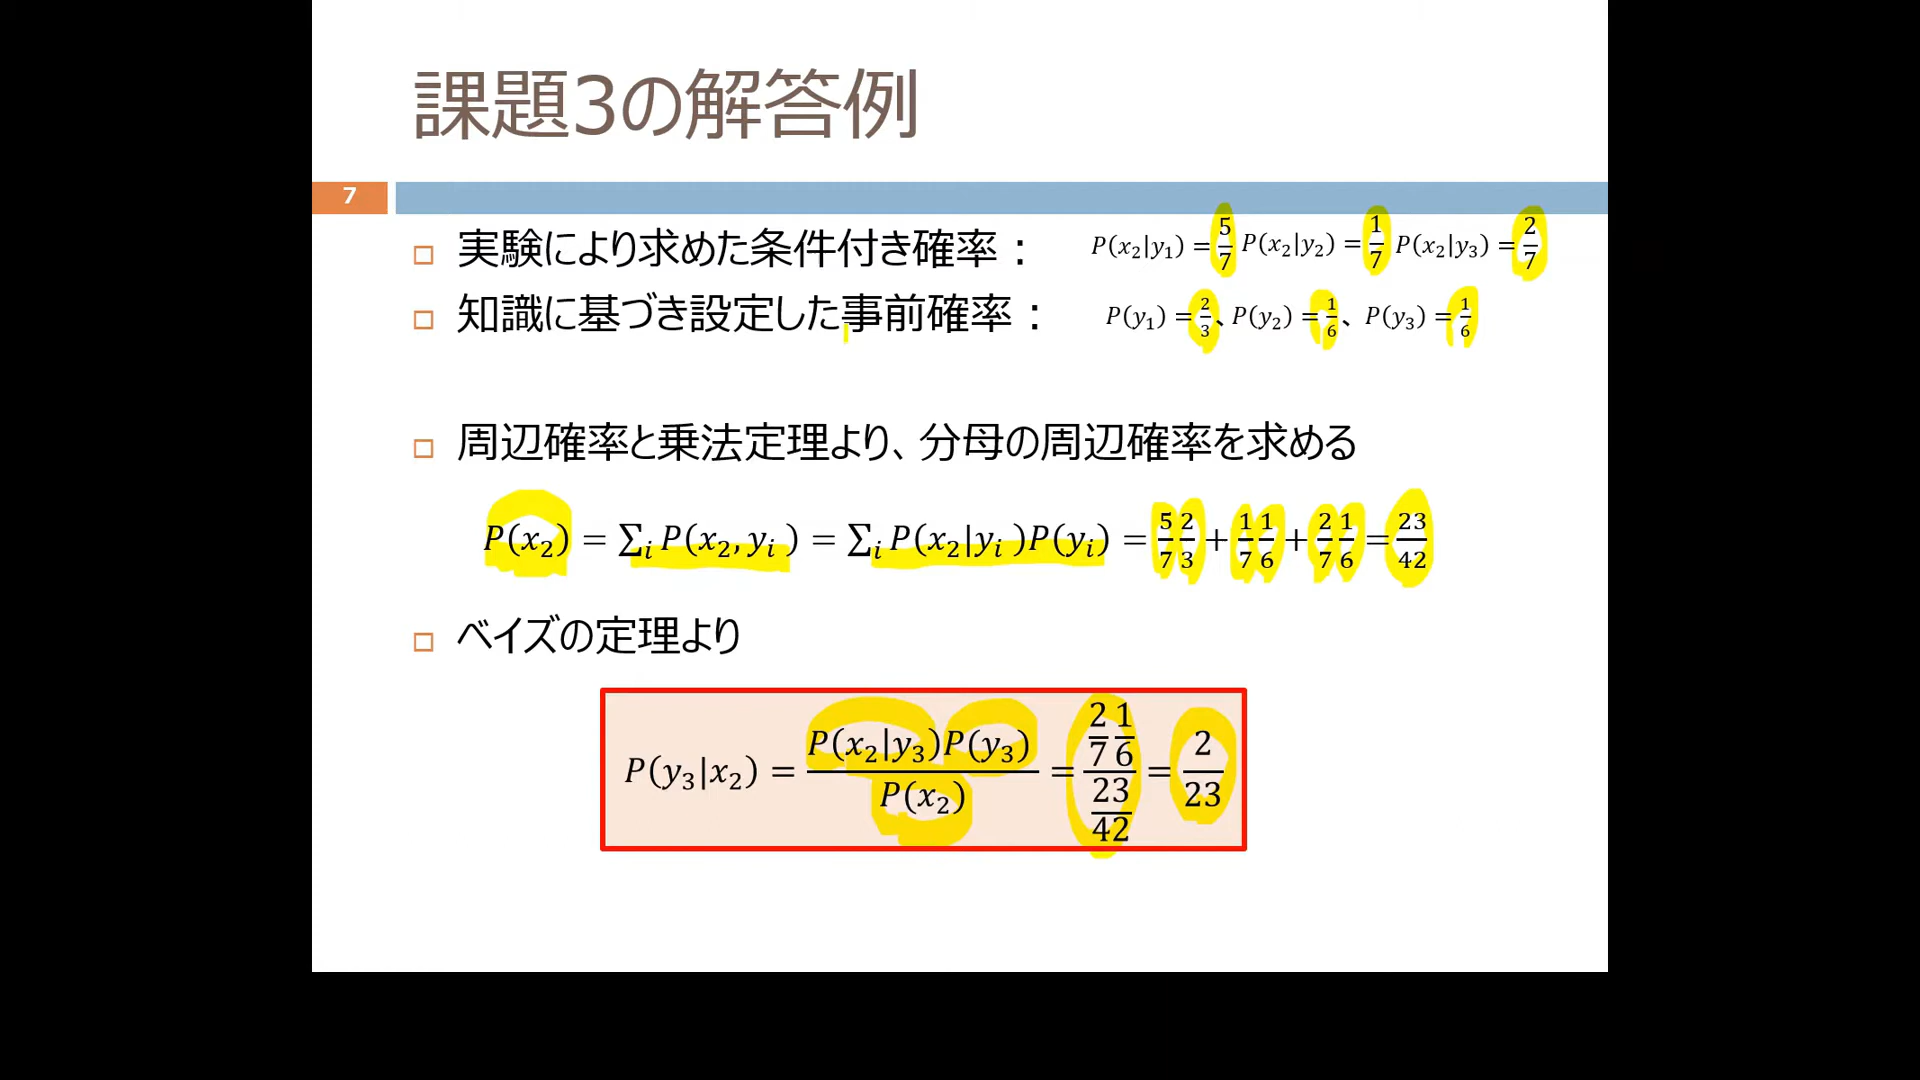 課題3の解答例
7
□ 実験により求めた条件付き確率： P(x₂|y₁) = 5/7 P(x₂|y₂) = 1/7 P(x₂|y₃) = 2/7
□ 知識に基づき設定した事前確率： P(y₁) = 2/3、P(y₂) = 1/6、 P(y₃) = 1/6
□ 周辺確率と乗法定理より、分母の周辺確率を求める
P(x₂) = ∑ᵢ P(x₂, yᵢ ) = ∑ᵢ P(x₂|yᵢ )P(yᵢ) = 5/7 2/3 + 1/7 1/6 + 2/7 1/6 = 23/42
□ ベイズの定理より
P(y₃|x₂) = P(x₂|y₃)P(y₃)/P(x₂) = (2/7 1/6)/(23/42) = 2/23